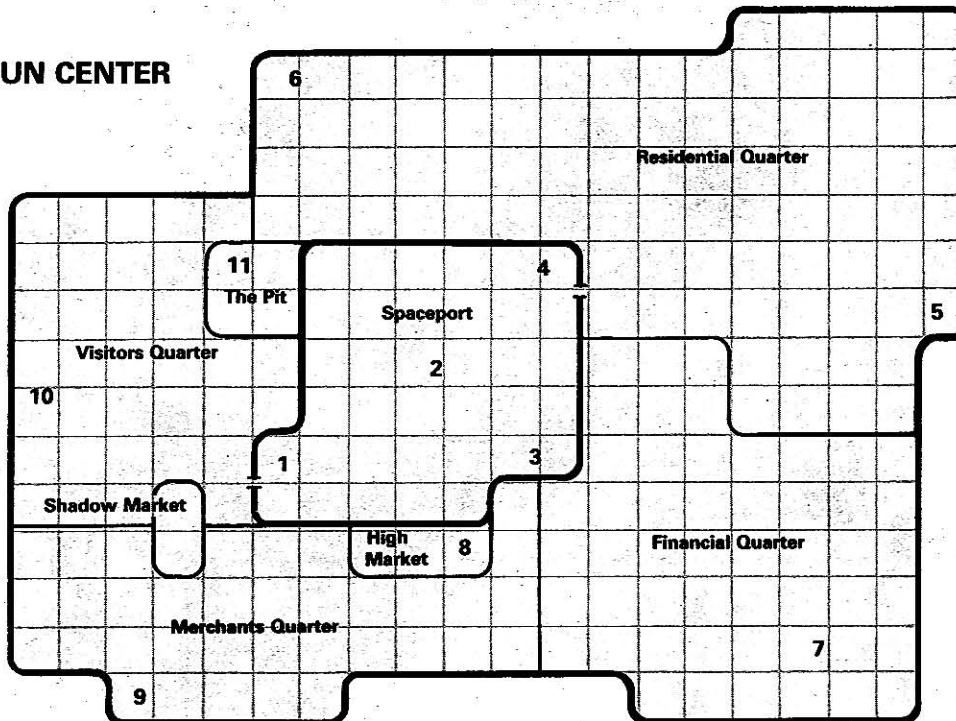 UN CENTER
6
Residential Quarter
11
The Pit
4
Spaceport
5
Visitors Quarter
2
10
1
3
Shadow Market
High
Market
8
Financial Quarter
Merchants Quarter
7
9